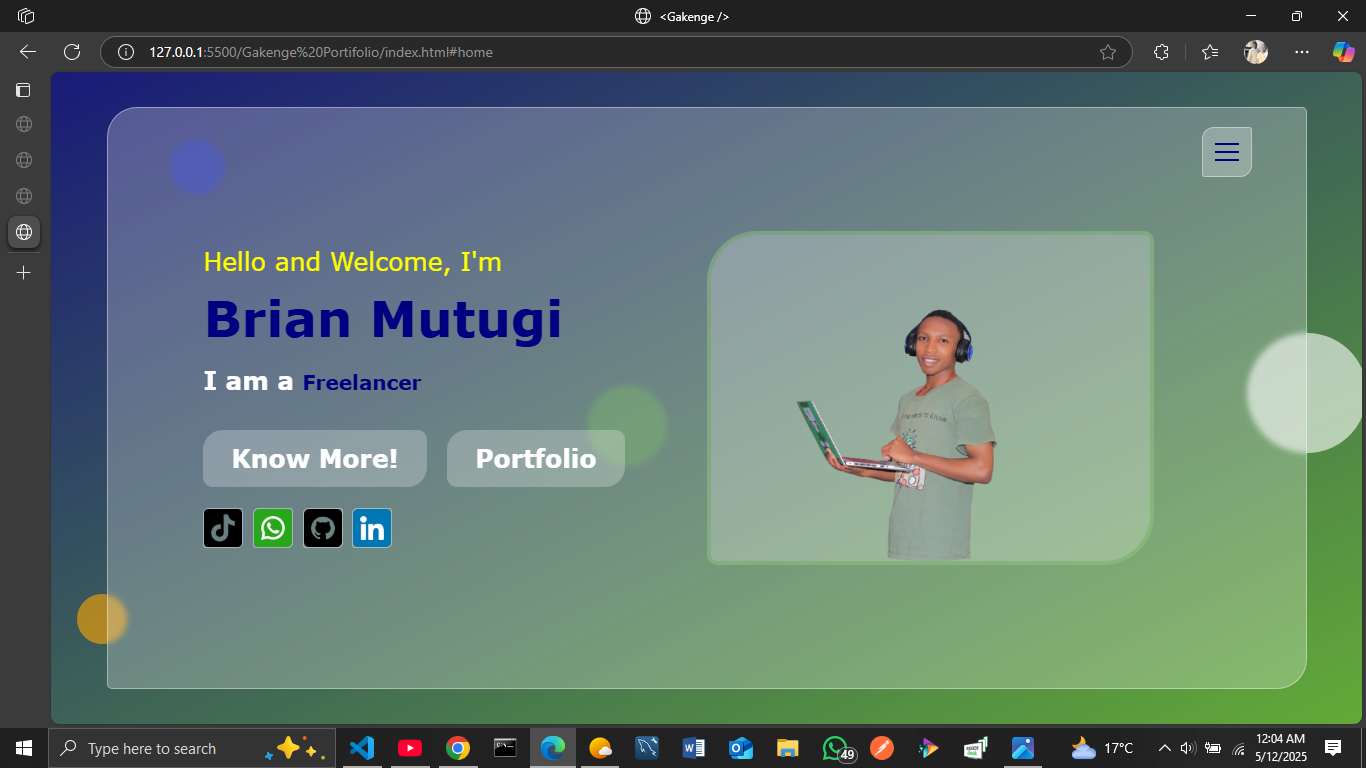 <Gakenge />
127.0.0.1:5500/Gakenge%20Portifolio/index.html#home
Hello and Welcome, I'm
Brian Mutugi
I am a Freelancer
Know More! Portfolio
in
Type here to search
49
17°C
12:04 AM
5/12/2025